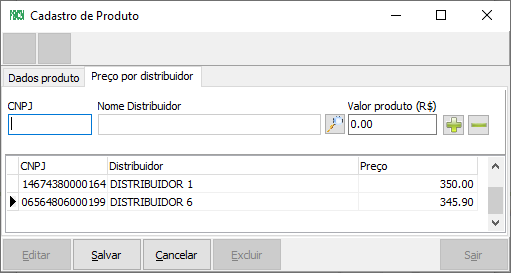 Cadastro de Produto
Dados produto Preço por distribuidor
CNPJ Nome Distribuidor Valor produto (R$)
0.00
CNPJ Distribuidor Preço
14674380000164 DISTRIBUIDOR 1 350.00
06564806000199 DISTRIBUIDOR 6 345.90
Editar Salvar Cancelar Excluir Sair